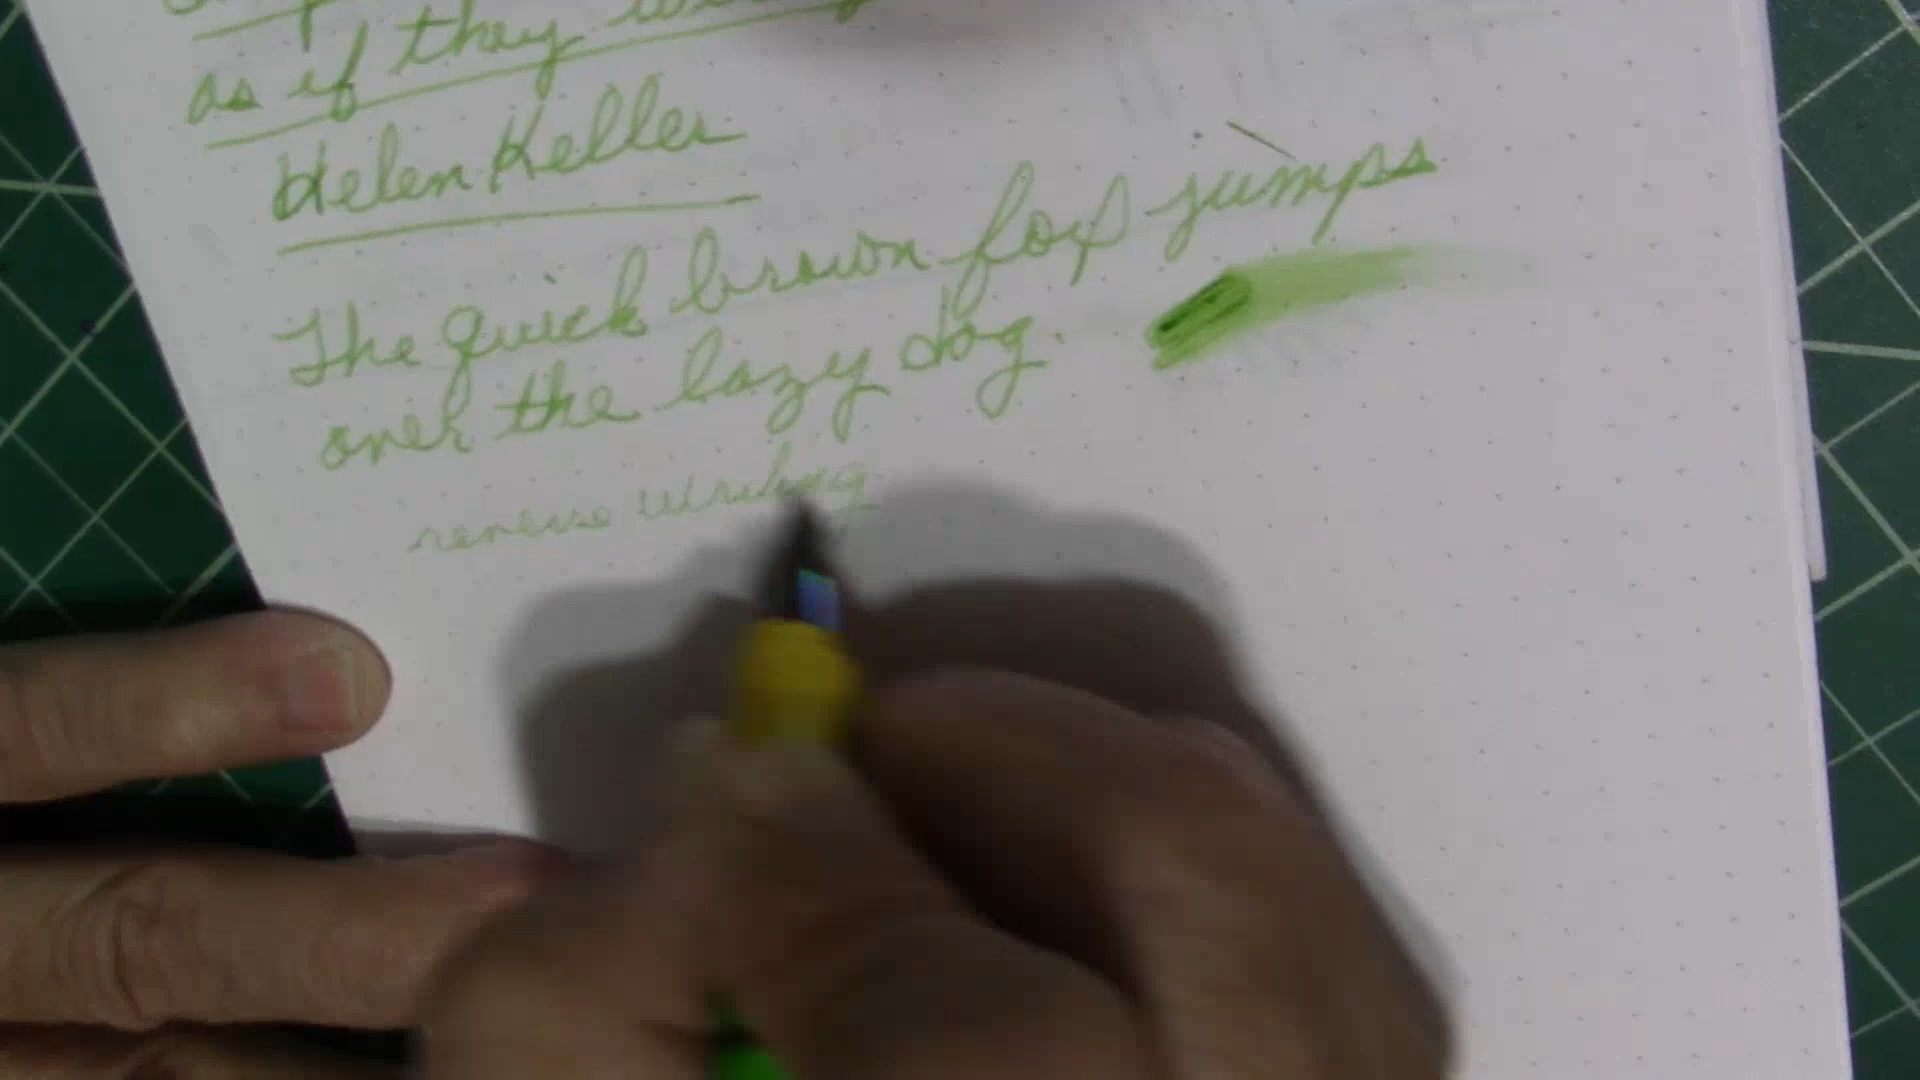 as if they
Helen Keller
The quick brown fox jumps
over the lazy dog.
reverse writing